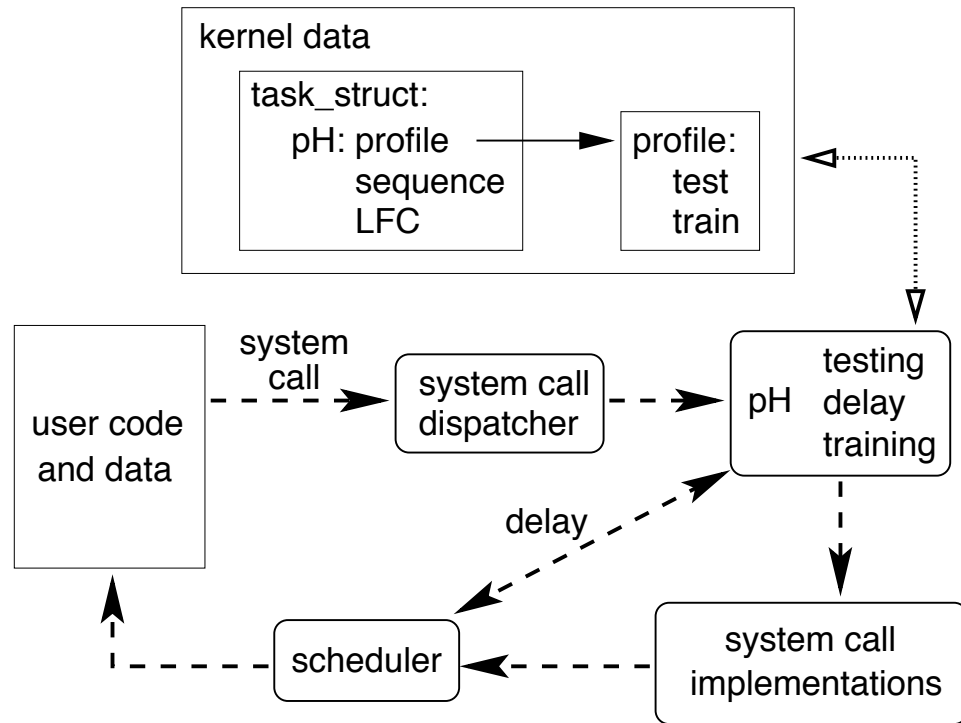 kernel data
task_struct:
pH: profile
sequence
LFC
profile:
test
train
system
call
user code
and data
system call
dispatcher
pH
testing
delay
training
delay
scheduler
system call
implementations